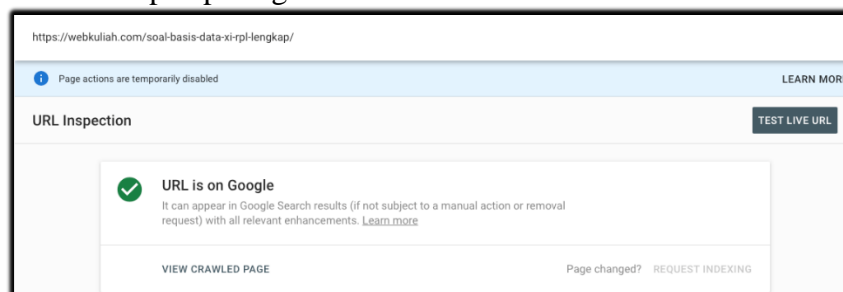 https://webkuliah.com/soal-basis-data-xi-rpl-lengkap/
Page actions are temporarily disabled
LEARN MOR
URL Inspection
TEST LIVE URL
URL is on Google
It can appear in Google Search results (if not subject to a manual action or removal
request) with all relevant enhancements. Learn more
VIEW CRAWLED PAGE
Page changed? REQUEST INDEXING